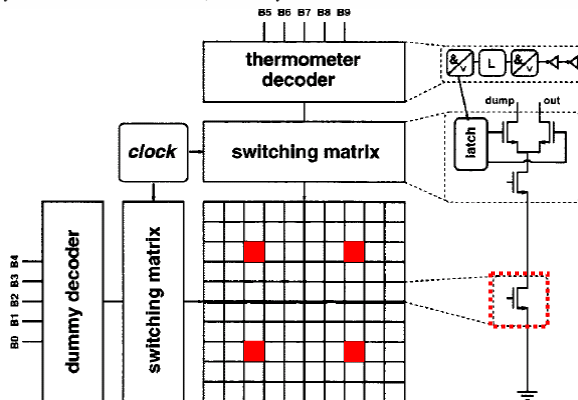 B5 B6 B7 B8 B9
thermometer
decoder
&/v L &/v
dump out
latch
clock
switching matrix
B4
B3
B2
B1
B0
dummy decoder
switching matrix